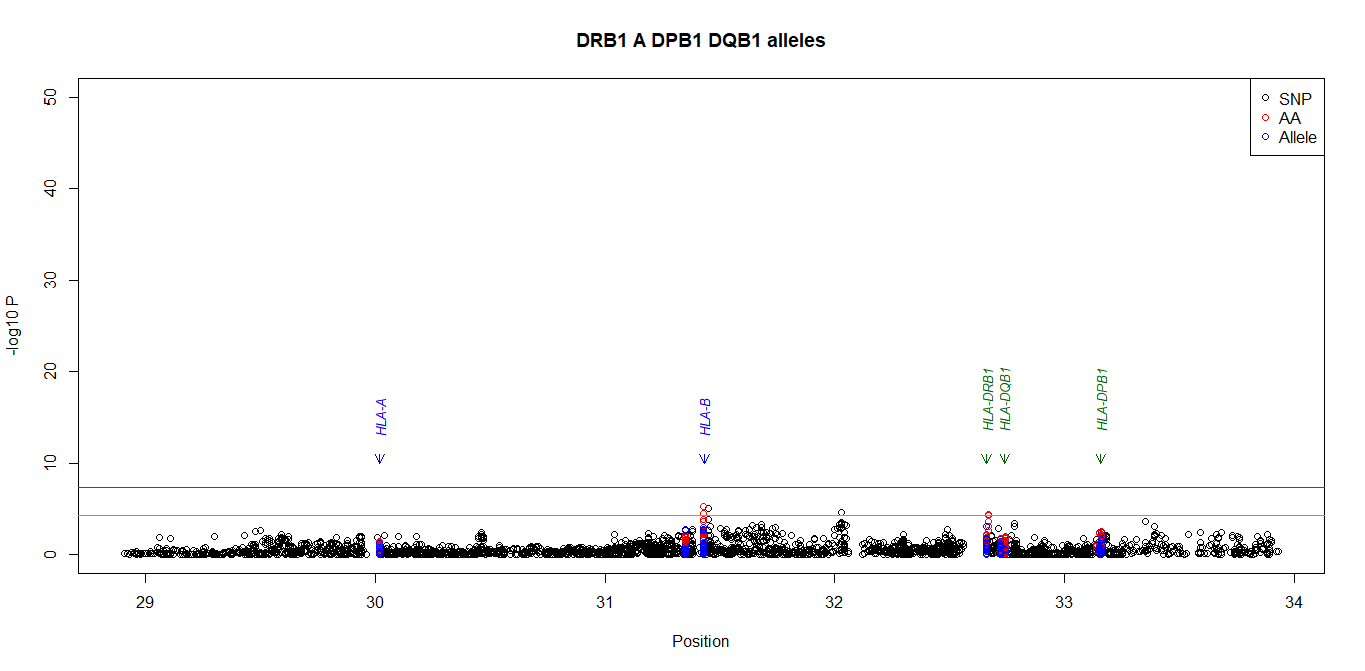 DRB1 A DPB1 DQB1 alleles
SNP
AA
Allele
-log10 P
50
40
30
20
10
0
HLA-A
HLA-B
HLA-DRB1
HLA-DQB1
HLA-DPB1
29
30
31
32
33
34
Position